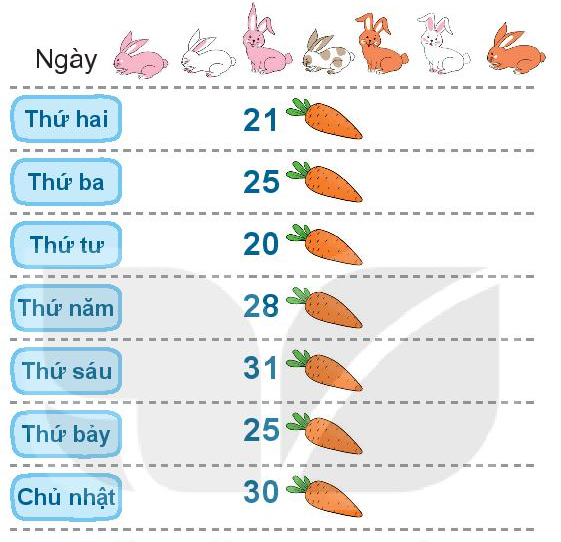 Ngày
Thứ hai 21
Thứ ba 25
Thứ tư 20
Thứ năm 28
Thứ sáu 31
Thứ bảy 25
Chủ nhật 30